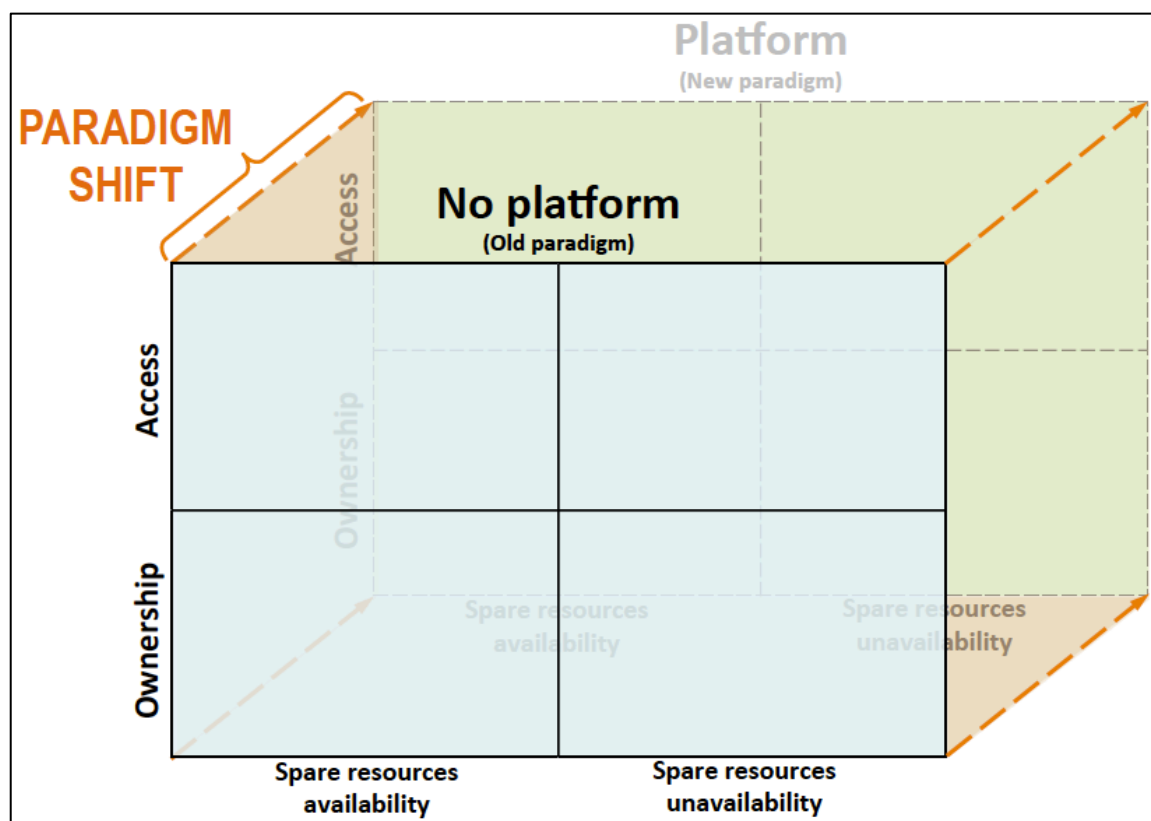 Platform
(New paradigm)
PARADIGM
SHIFT
Access
No platform
(Old paradigm)
Access
Ownership
Ownership
Spare resources
availability
Spare resources
unavailability
Spare resources
availability
Spare resources
unavailability